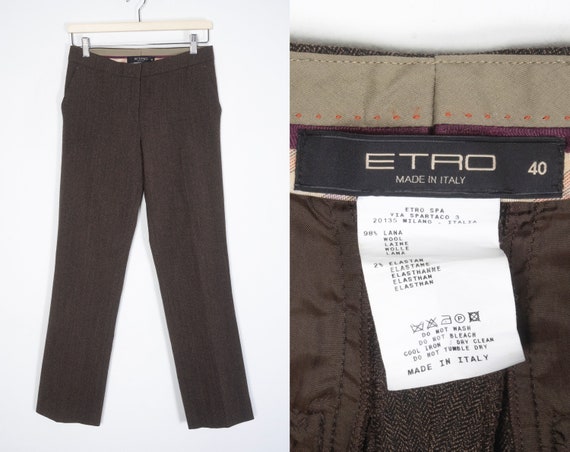 ETRO
ETRO
MADE IN ITALY
40
ETRO SPA
VIA SPARTACO 3
20135 MILANO - ITALIA
98% LANA
WOOL
LAINE
WOLLE
LANA
2% ELASTAN
ELASTANE
ELASTHANNE
ELASTHAN
ELASTHAN
DO NOT WASH
DO NOT BLEACH
COOL IRON / DRY CLEAN
DO NOT TUMBLE DRY
MADE IN ITALY